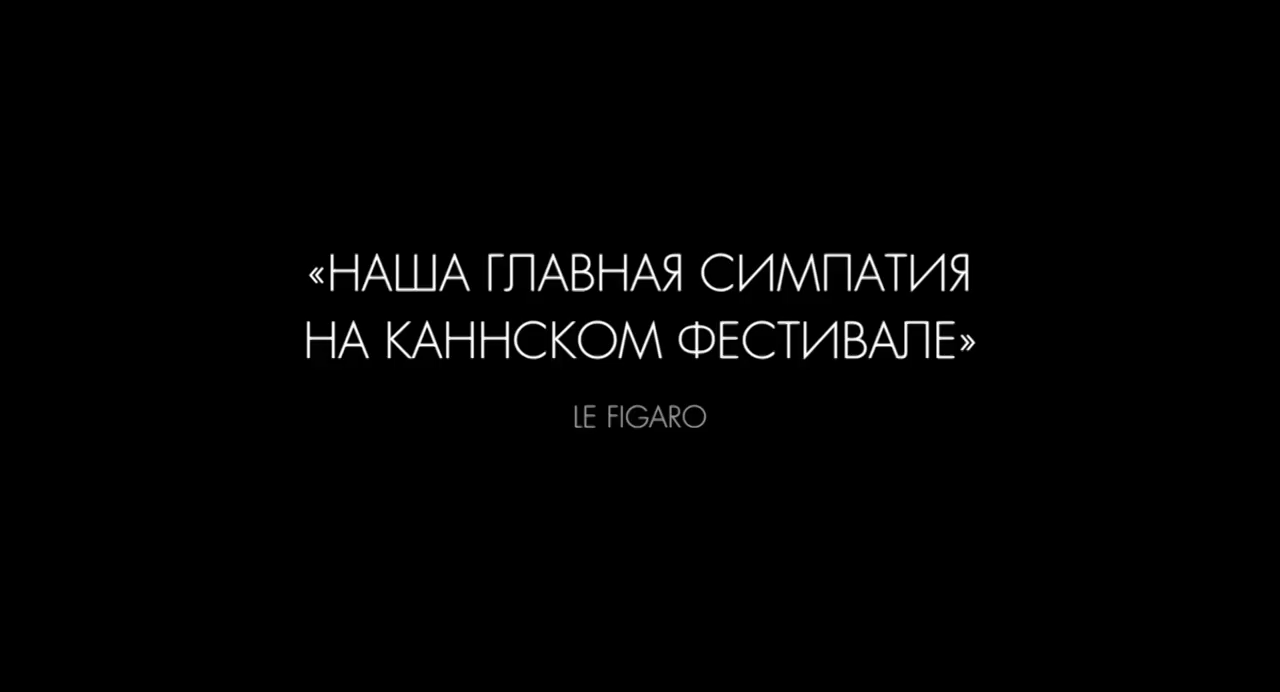 «НАША ГЛАВНАЯ СИМПАТИЯ
НА КАННСКОМ ФЕСТИВАЛЕ»
LE FIGARO